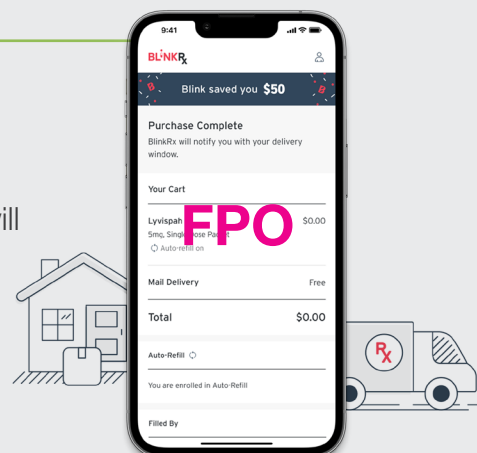 9:41
BLINKRx
Blink saved you $50
Purchase Complete
BlinkRx will notify you with your delivery
window.
Your Cart
ill
Lyvispah $0.00
FPO
5mg, Single
Auto-refill on
Mail Delivery Free
Total $0.00
Rx
Auto-Refill
You are enrolled in Auto-Refill
Filled By